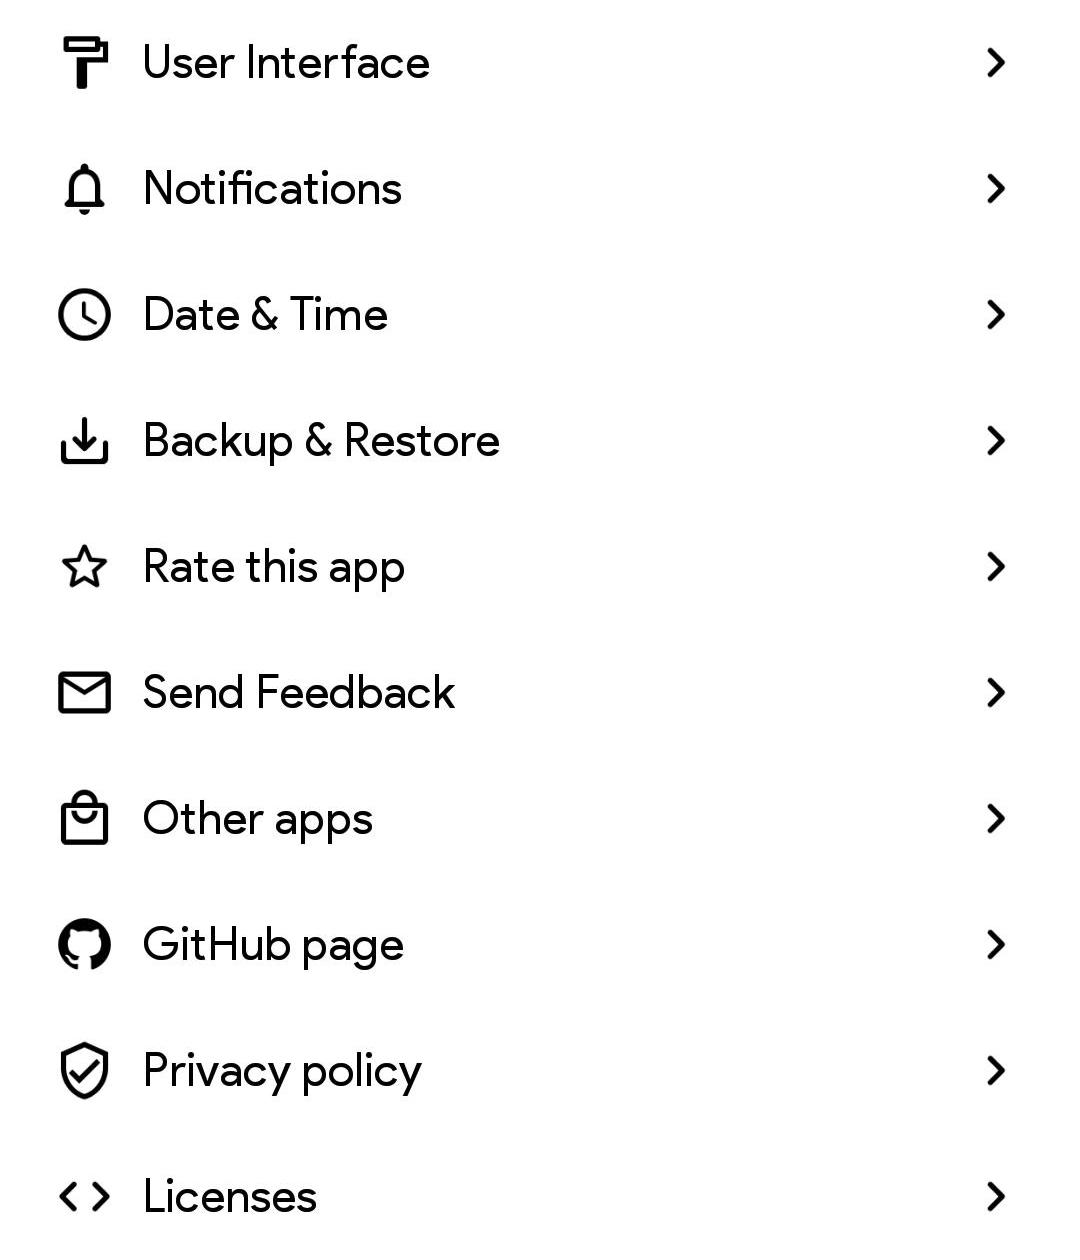 User Interface
Notifications
Date & Time
Backup & Restore
Rate this app
Send Feedback
Other apps
GitHub page
Privacy policy
Licenses